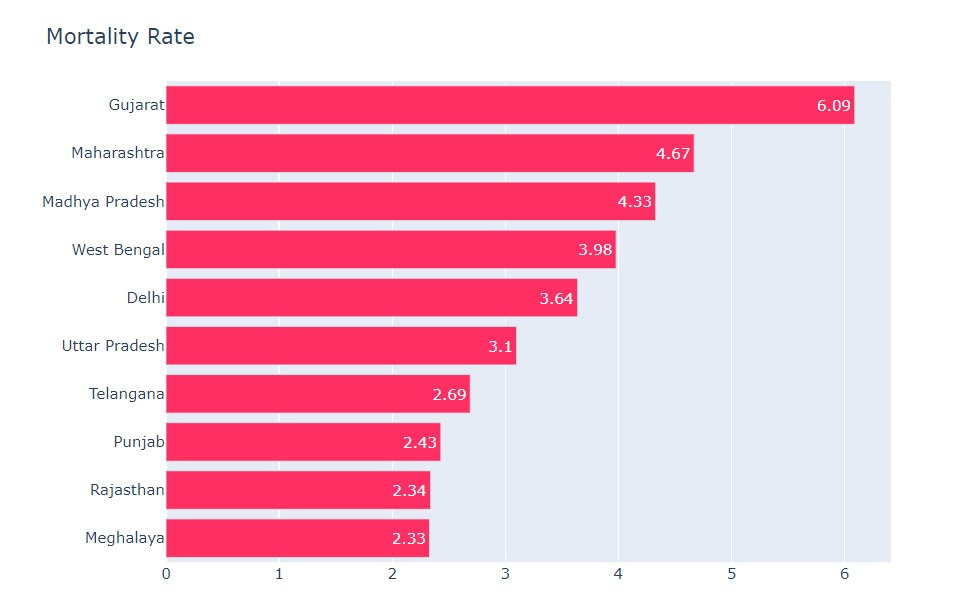 Mortality Rate
Gujarat 6.09
Maharashtra 4.67
Madhya Pradesh 4.33
West Bengal 3.98
Delhi 3.64
Uttar Pradesh 3.1
Telangana 2.69
Punjab 2.43
Rajasthan 2.34
Meghalaya 2.33
0 1 2 3 4 5 6